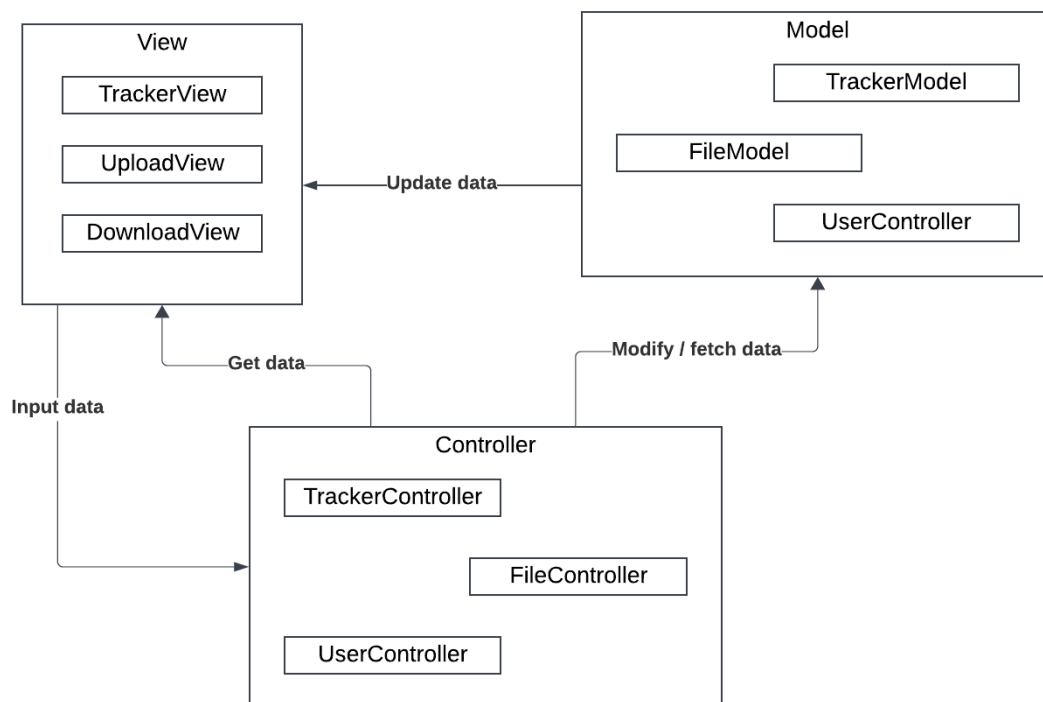 View
TrackerView
UploadView
DownloadView
Model
TrackerModel
FileModel
UserController
Update data
Get data
Modify / fetch data
Input data
Controller
TrackerController
FileController
UserController